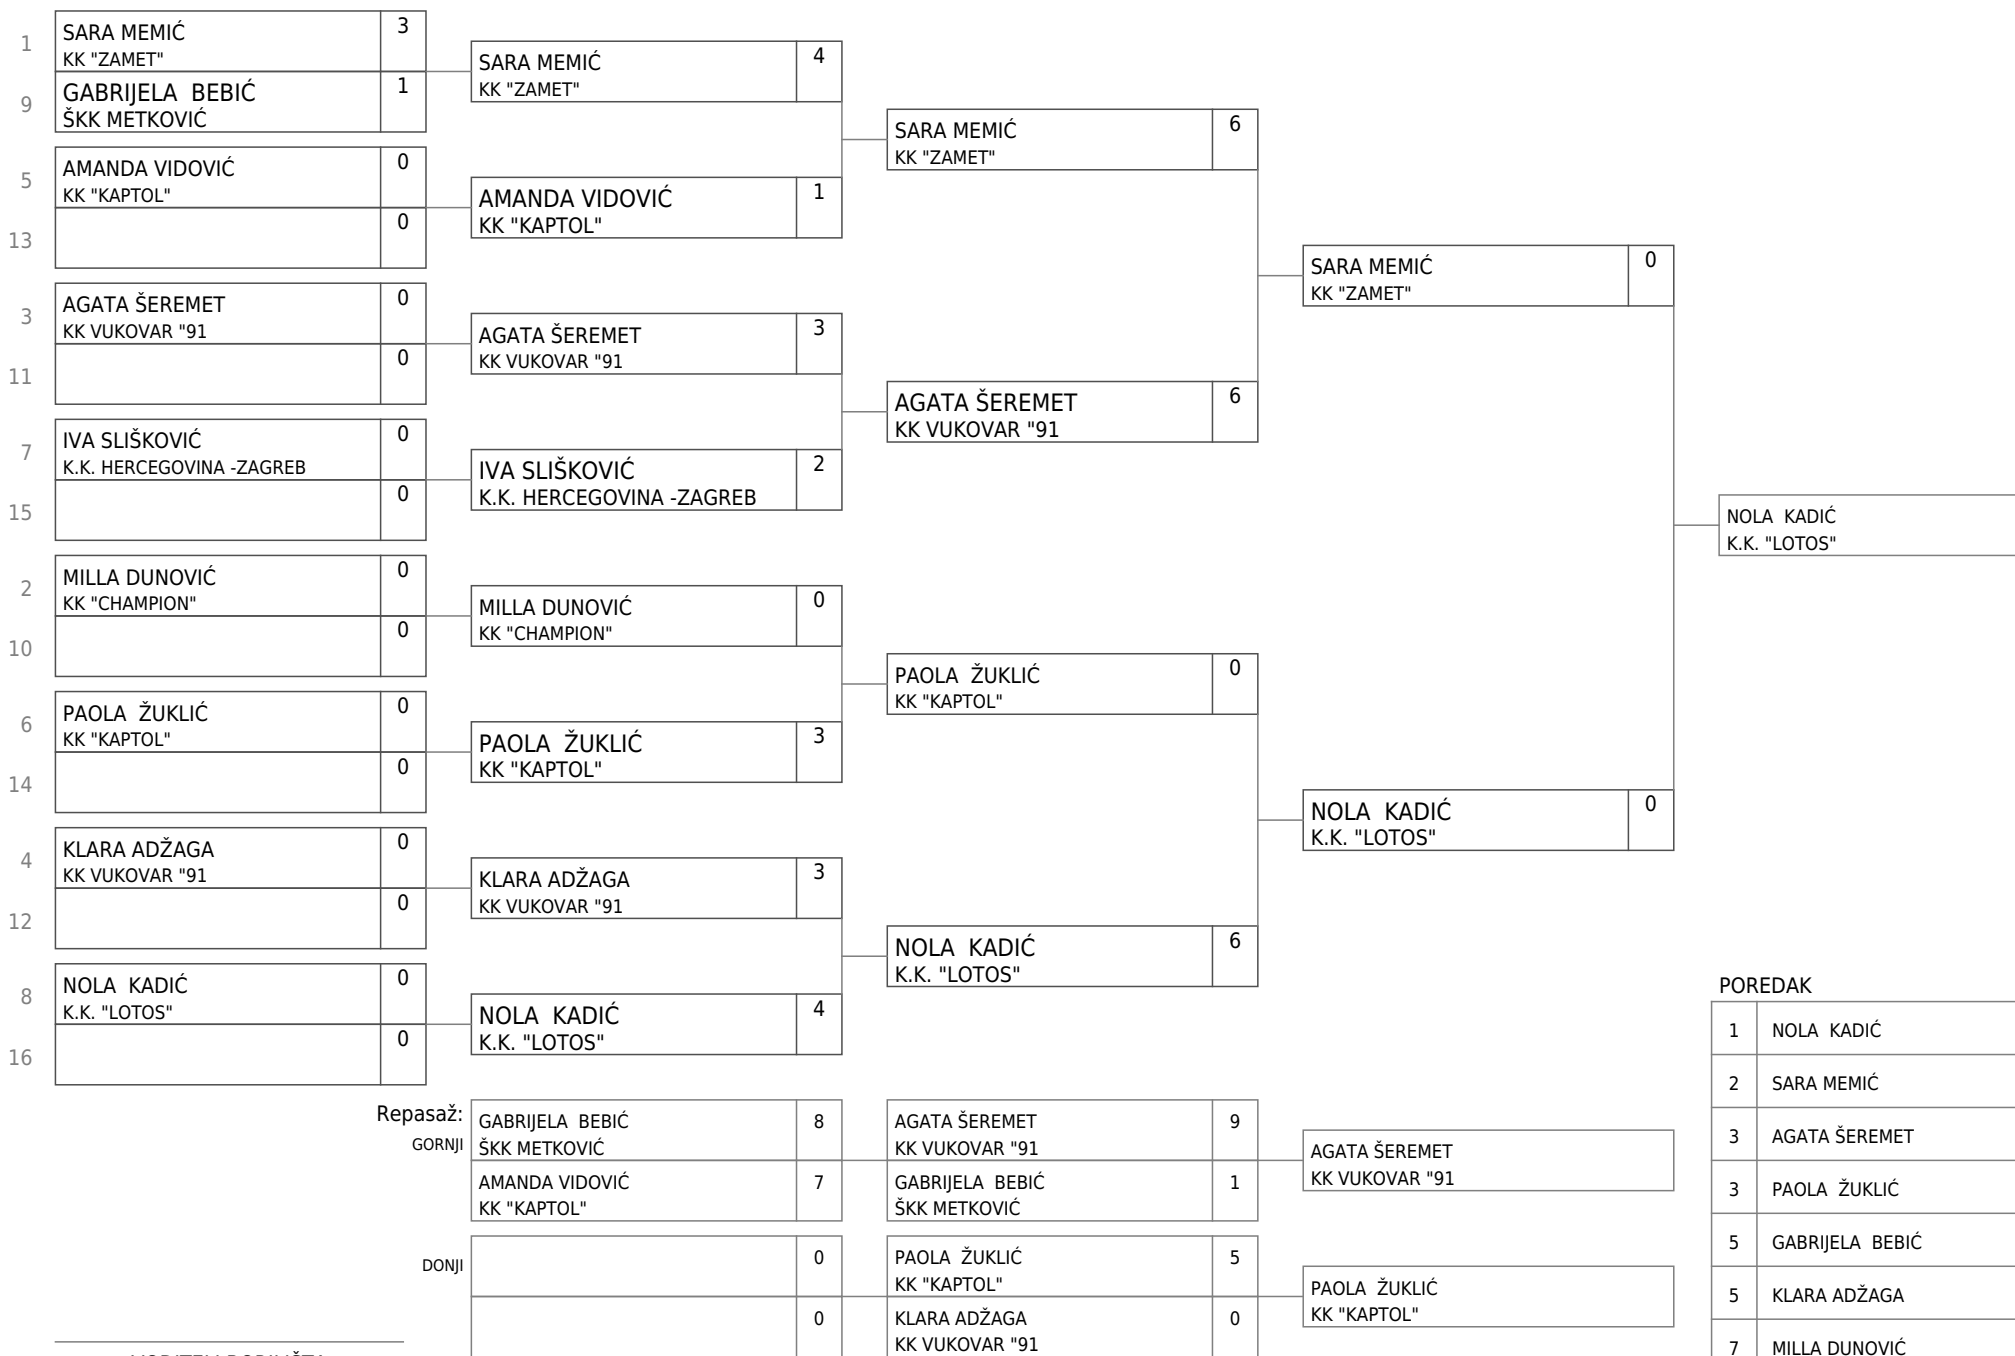 1
SARA MEMIĆ 3
KK "ZAMET"
9
GABRIJELA BEBIĆ 1
ŠKK METKOVIĆ
5
AMANDA VIDOVIĆ 0
KK "KAPTOL"
13
0
3
AGATA ŠEREMET 0
KK VUKOVAR "91
11
0
7
IVA SLIŠKOVIĆ 0
K.K. HERCEGOVINA -ZAGREB
15
0
2
MILLA DUNOVIĆ 0
KK "CHAMPION"
10
0
6
PAOLA ŽUKLIĆ 0
KK "KAPTOL"
14
0
4
KLARA ADŽAGA 0
KK VUKOVAR "91
12
0
8
NOLA KADIĆ 0
K.K. "LOTOS"
16
0
SARA MEMIĆ 4
KK "ZAMET"
AMANDA VIDOVIĆ 1
KK "KAPTOL"
AGATA ŠEREMET 3
KK VUKOVAR "91
IVA SLIŠKOVIĆ 2
K.K. HERCEGOVINA -ZAGREB
MILLA DUNOVIĆ 0
KK "CHAMPION"
PAOLA ŽUKLIĆ 3
KK "KAPTOL"
KLARA ADŽAGA 3
KK VUKOVAR "91
NOLA KADIĆ 4
K.K. "LOTOS"
SARA MEMIĆ 6
KK "ZAMET"
AGATA ŠEREMET 6
KK VUKOVAR "91
PAOLA ŽUKLIĆ 0
KK "KAPTOL"
NOLA KADIĆ 6
K.K. "LOTOS"
SARA MEMIĆ 0
KK "ZAMET"
NOLA KADIĆ 0
K.K. "LOTOS"
NOLA KADIĆ
K.K. "LOTOS"
Repasaž:
GORNJI
GABRIJELA BEBIĆ 8
ŠKK METKOVIĆ
AMANDA VIDOVIĆ 7
KK "KAPTOL"
AGATA ŠEREMET 9
KK VUKOVAR "91
GABRIJELA BEBIĆ 1
ŠKK METKOVIĆ
AGATA ŠEREMET
KK VUKOVAR "91
DONJI
0
0
PAOLA ŽUKLIĆ 5
KK "KAPTOL"
KLARA ADŽAGA 0
KK VUKOVAR "91
PAOLA ŽUKLIĆ
KK "KAPTOL"
POREDAK
1 NOLA KADIĆ
2 SARA MEMIĆ
3 AGATA ŠEREMET
3 PAOLA ŽUKLIĆ
5 GABRIJELA BEBIĆ
5 KLARA ADŽAGA
7 MILLA DUNOVIĆ